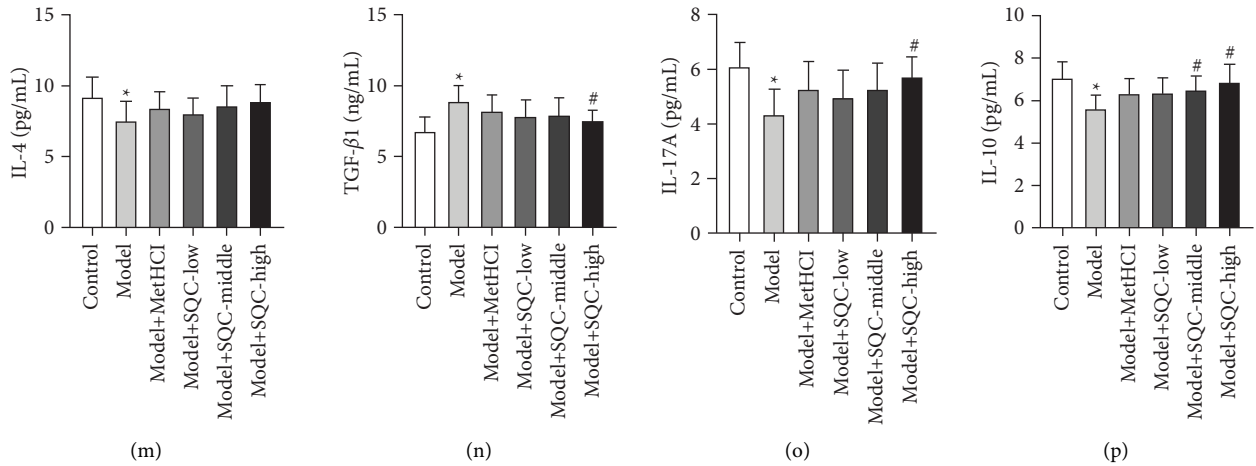 15
10
5
0
IL-4 (pg/mL)
*
Control
Model
Model+MetHCI
Model+SQC-low
Model+SQC-middle
Model+SQC-high
(m)
15
10
5
0
TGF-β1 (ng/mL)
*
#
Control
Model
Model+MetHCI
Model+SQC-low
Model+SQC-middle
Model+SQC-high
(n)
8
6
4
2
0
IL-17A (pg/mL)
*
#
Control
Model
Model+MetHCI
Model+SQC-low
Model+SQC-middle
Model+SQC-high
(o)
10
8
6
4
2
0
IL-10 (pg/mL)
*
#
#
Control
Model
Model+MetHCI
Model+SQC-low
Model+SQC-middle
Model+SQC-high
(p)